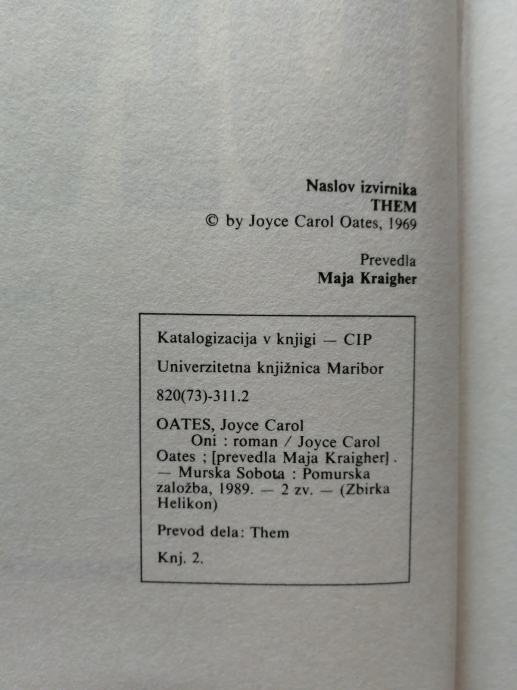 Naslov izvirnika
THEM
© by Joyce Carol Oates, 1969
Prevedla
Maja Kraigher
Katalogizacija v knjigi — CIP
Univerzitetna knjižnica Maribor
820(73)-311.2
OATES, Joyce Carol
Oni : roman / Joyce Carol
Oates ; [prevedla Maja Kraigher] .
— Murska Sobota : Pomurska
založba, 1989. — 2 zv. — (Zbirka
Helikon)
Prevod dela: Them
Knj. 2.